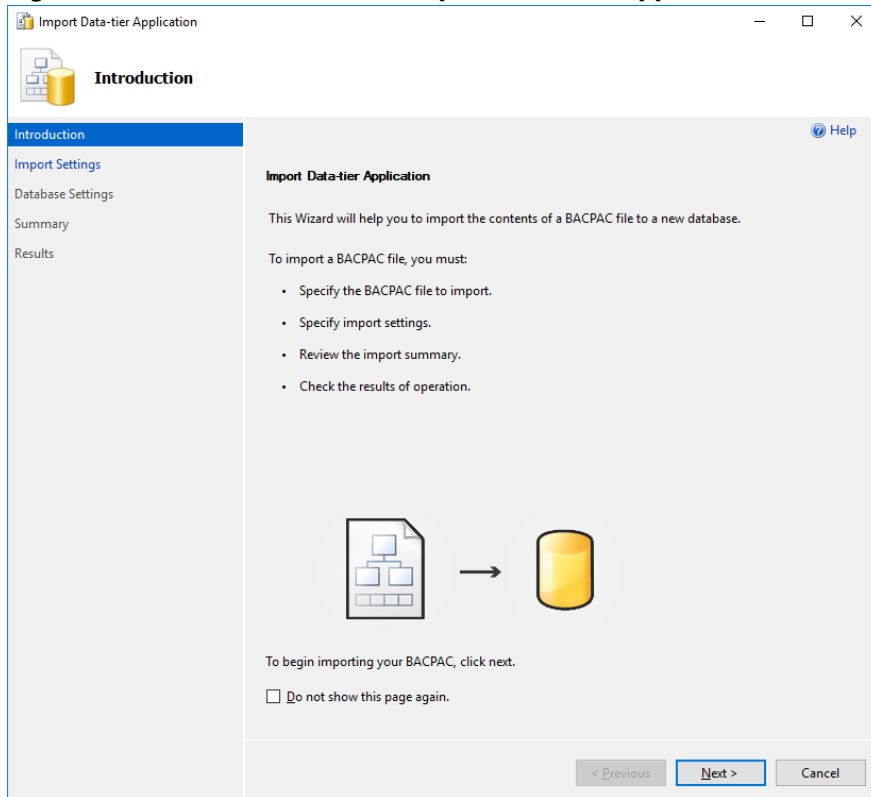 Import Data-tier Application
Introduction
Introduction
Help
Import Settings
Database Settings
Summary
Results
Import Data-tier Application
This Wizard will help you to import the contents of a BACPAC file to a new database.
To import a BACPAC file, you must:
• Specify the BACPAC file to import.
• Specify import settings.
• Review the import summary.
• Check the results of operation.
To begin importing your BACPAC, click next.
Do not show this page again.
< Previous
Next >
Cancel